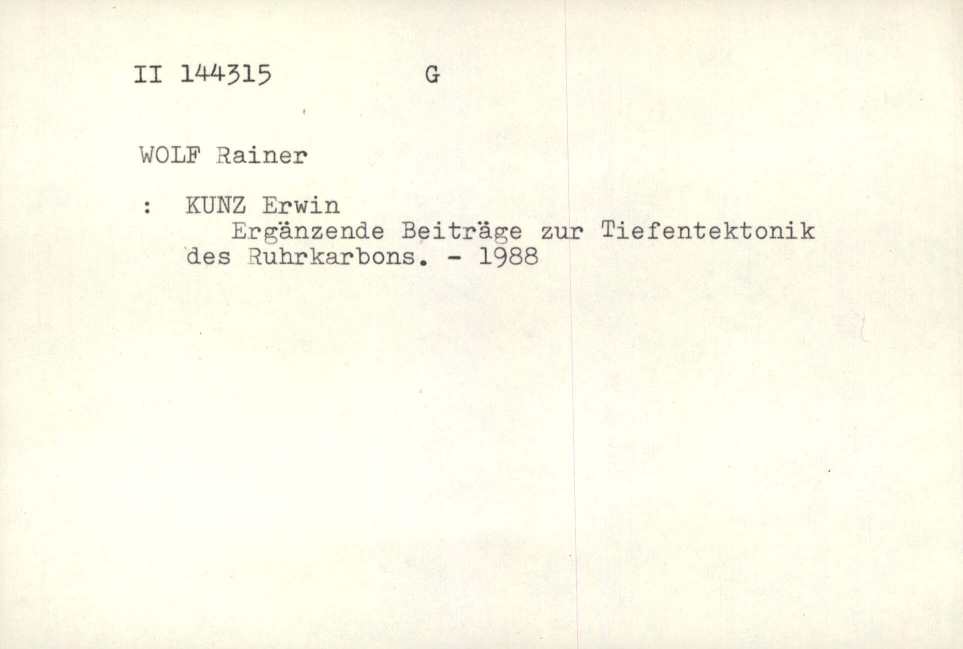 II 144315 G
WOLF Rainer
: KUNZ Erwin
Ergänzende Beiträge zur Tiefentektonik
des Ruhrkarbons. - 1988